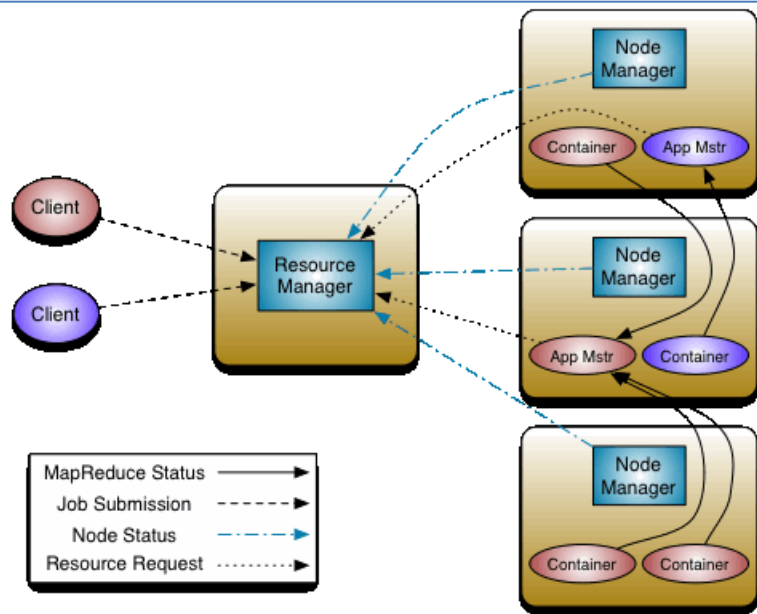 Node
Manager
Container
App Mstr
Client
Resource
Manager
Client
Node
Manager
App Mstr
Container
Node
Manager
Container
Container
MapReduce Status
Job Submission
Node Status
Resource Request